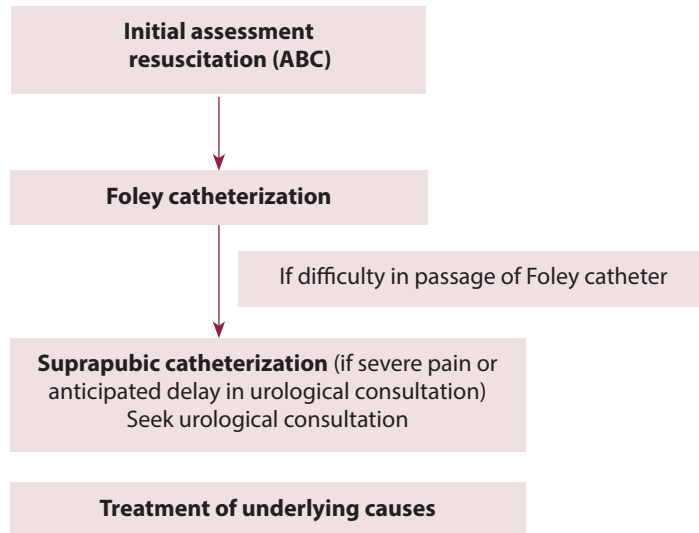 Initial assessment
resuscitation (ABC)
Foley catheterization
If difficulty in passage of Foley catheter
Suprapubic catheterization (if severe pain or
anticipated delay in urological consultation)
Seek urological consultation
Treatment of underlying causes